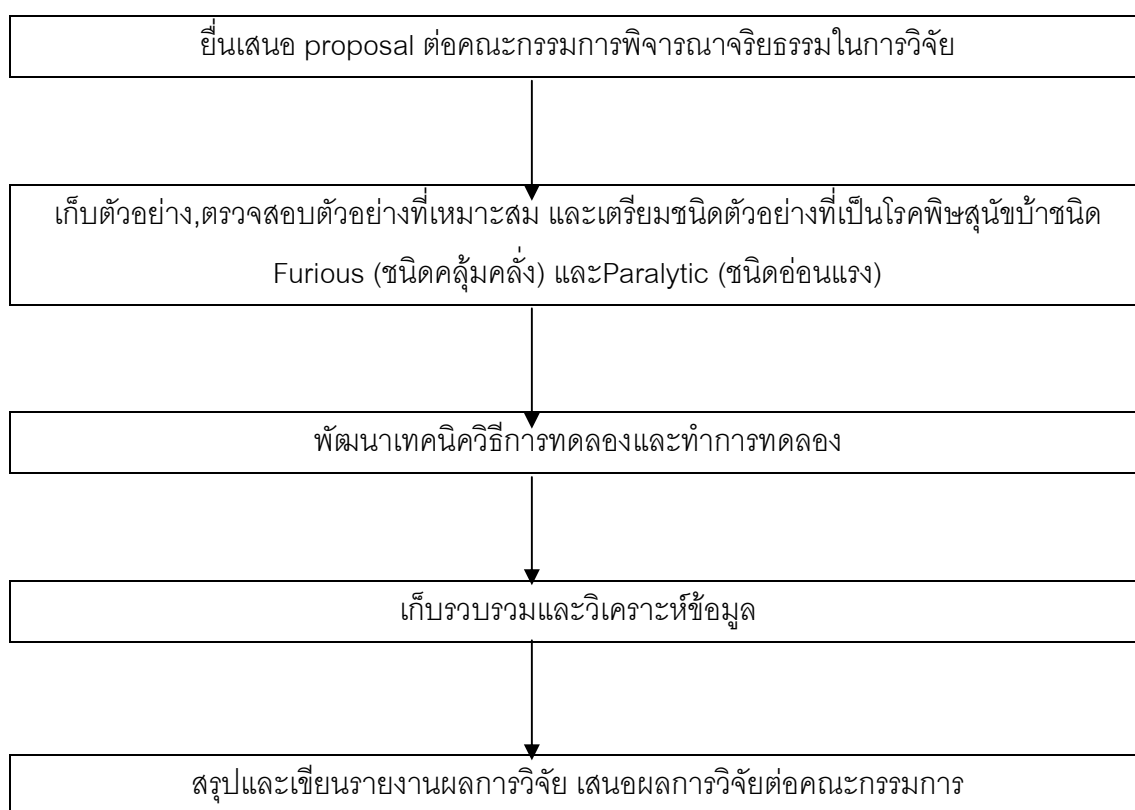 ยื่นเสนอ proposal ต่อคณะกรรมการพิจารณาจริยธรรมในการวิจัย
เก็บตัวอย่าง,ตรวจสอบตัวอย่างที่เหมาะสม และเตรียมชนิดตัวอย่างที่เป็นโรคพิษสุนัขบ้าชนิด
Furious (ชนิดคลุ้มคลั่ง) และParalytic (ชนิดอ่อนแรง)
พัฒนาเทคนิควิธีการทดลองและทำการทดลอง
เก็บรวบรวมและวิเคราะห์ข้อมูล
สรุปและเขียนรายงานผลการวิจัย เสนอผลการวิจัยต่อคณะกรรมการ